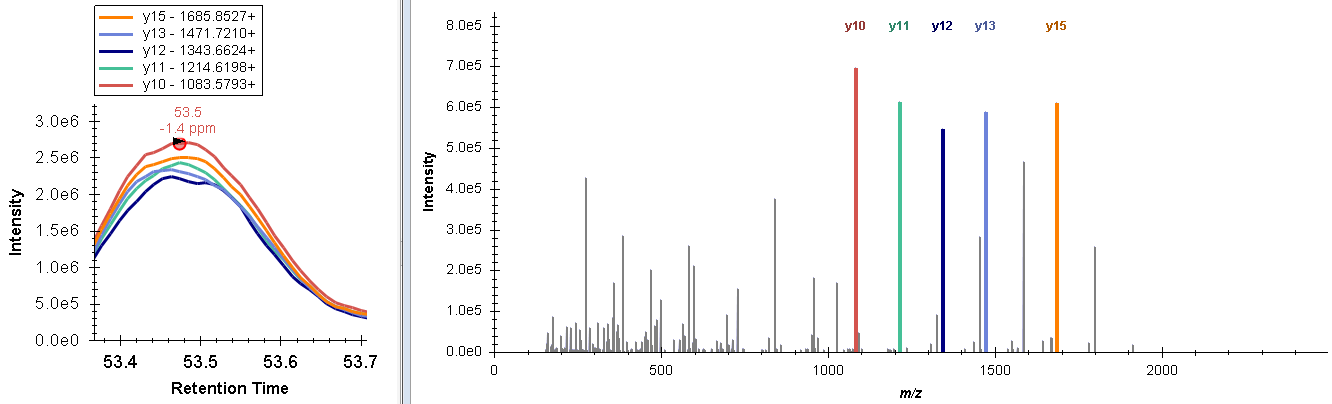 y15 - 1685.8527+
y13 - 1471.7210+
y12 - 1343.6624+
y11 - 1214.6198+
y10 - 1083.5793+
53.5
-1.4 ppm
3.0e6
2.5e6
2.0e6
1.5e6
1.0e6
5.0e5
0.0e0
Intensity
53.4 53.5 53.6 53.7
Retention Time
y10 y11 y12 y13 y15
8.0e5
7.0e5
6.0e5
5.0e5
4.0e5
3.0e5
2.0e5
1.0e5
0.0e0
Intensity
0 500 1000 1500 2000
m/z